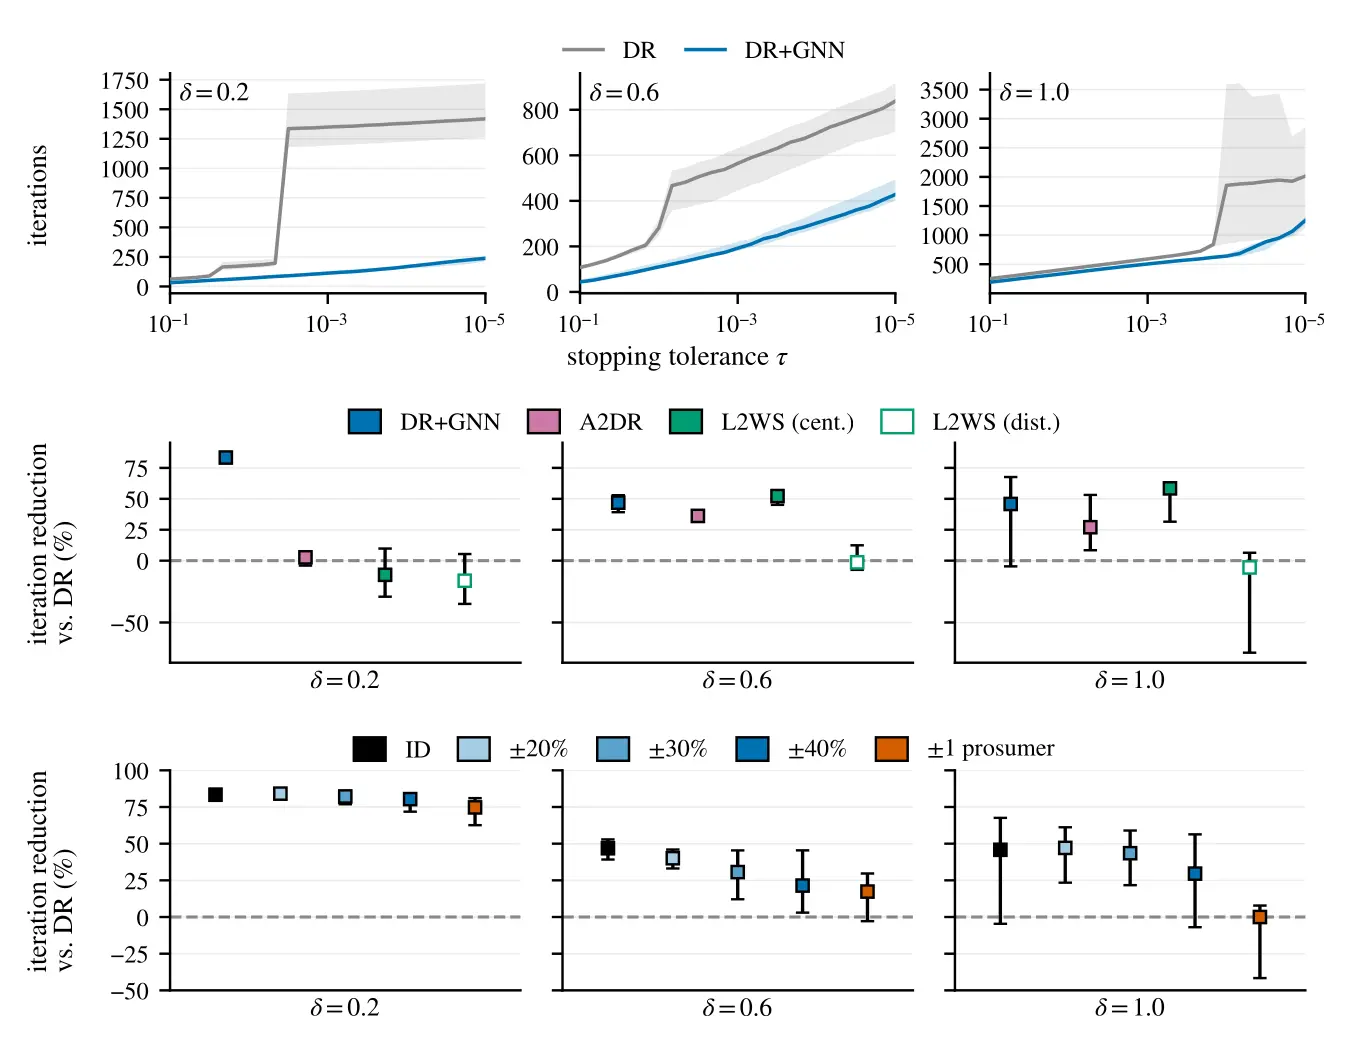 DR DR+GNN
iterations
1750
1500
1250
1000
750
500
250
0
δ=0.2
10⁻¹ 10⁻³ 10⁻⁵
800
600
400
200
0
δ=0.6
10⁻¹ 10⁻³ 10⁻⁵
3500
3000
2500
2000
1500
1000
500
δ=1.0
10⁻¹ 10⁻³ 10⁻⁵
stopping tolerance τ
DR+GNN A2DR L2WS (cent.) L2WS (dist.)
iteration reduction
vs. DR (%)
75
50
25
0
−50
δ=0.2 δ=0.6 δ=1.0
ID ±20% ±30% ±40% ±1 prosumer
iteration reduction
vs. DR (%)
100
75
50
25
0
−25
−50
δ=0.2 δ=0.6 δ=1.0